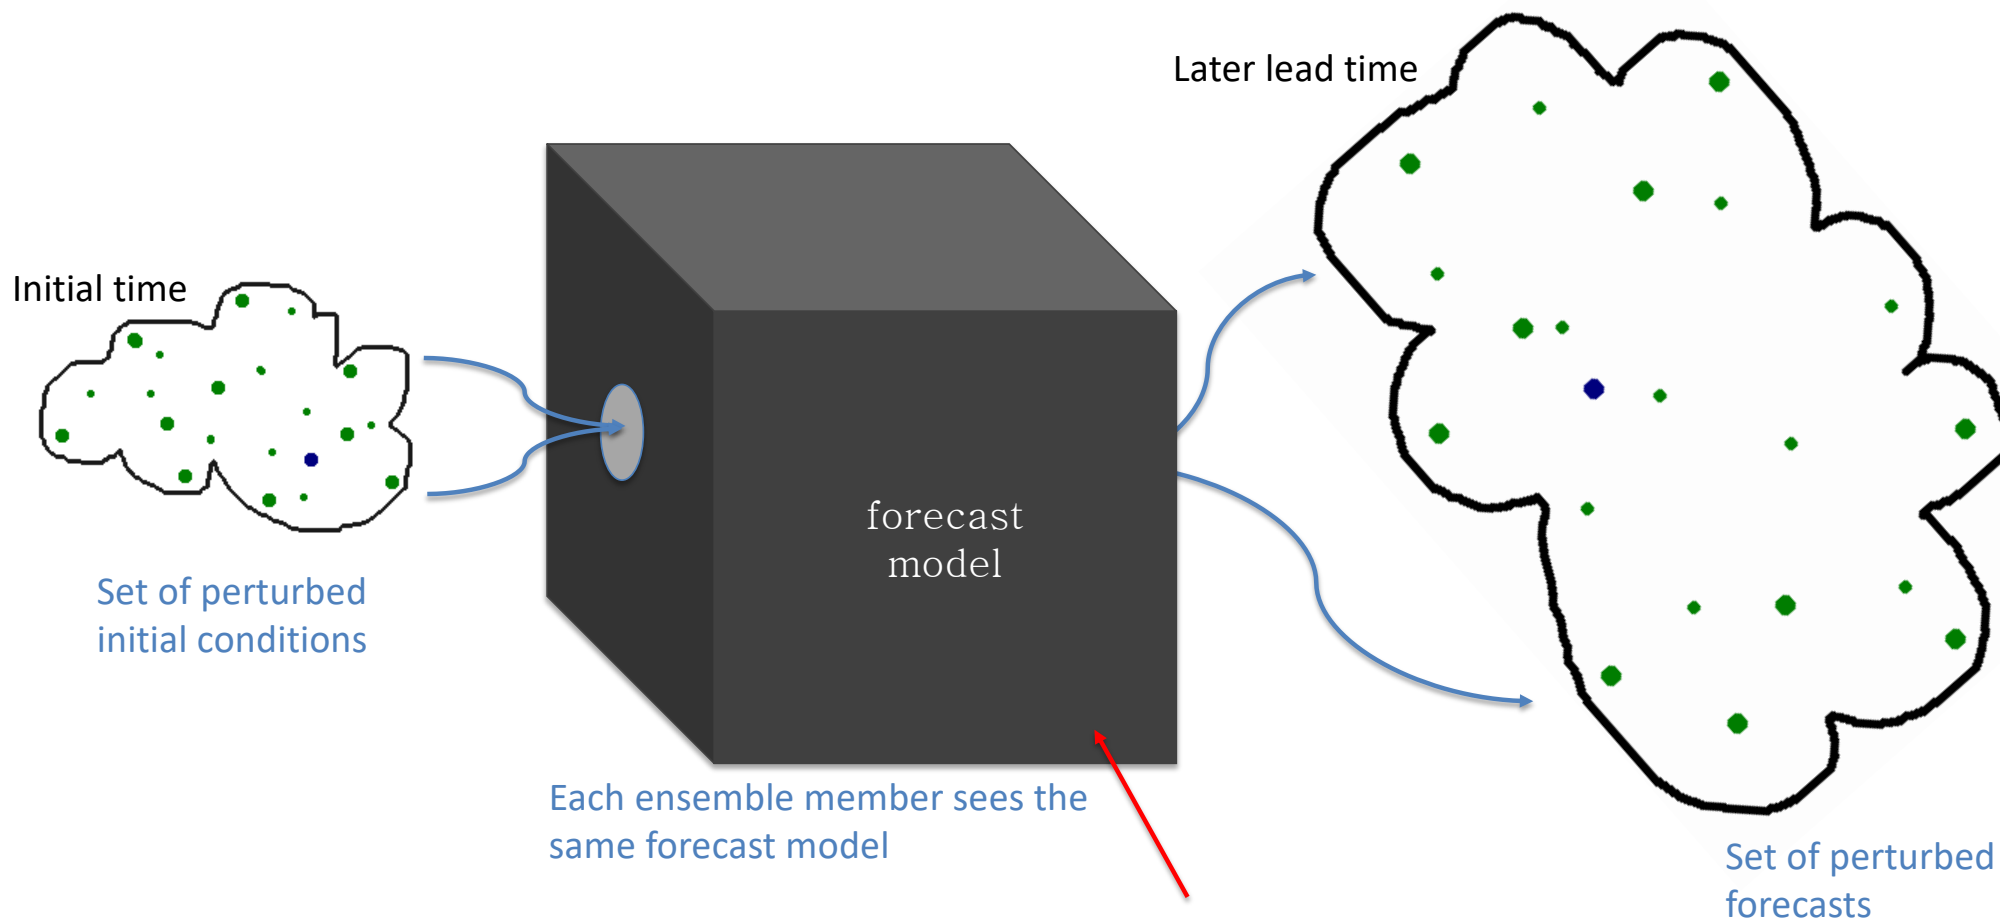 Later lead time
Initial time
forecast
model
Set of perturbed
initial conditions
Each ensemble member sees the
same forecast model
Set of perturbed
forecasts